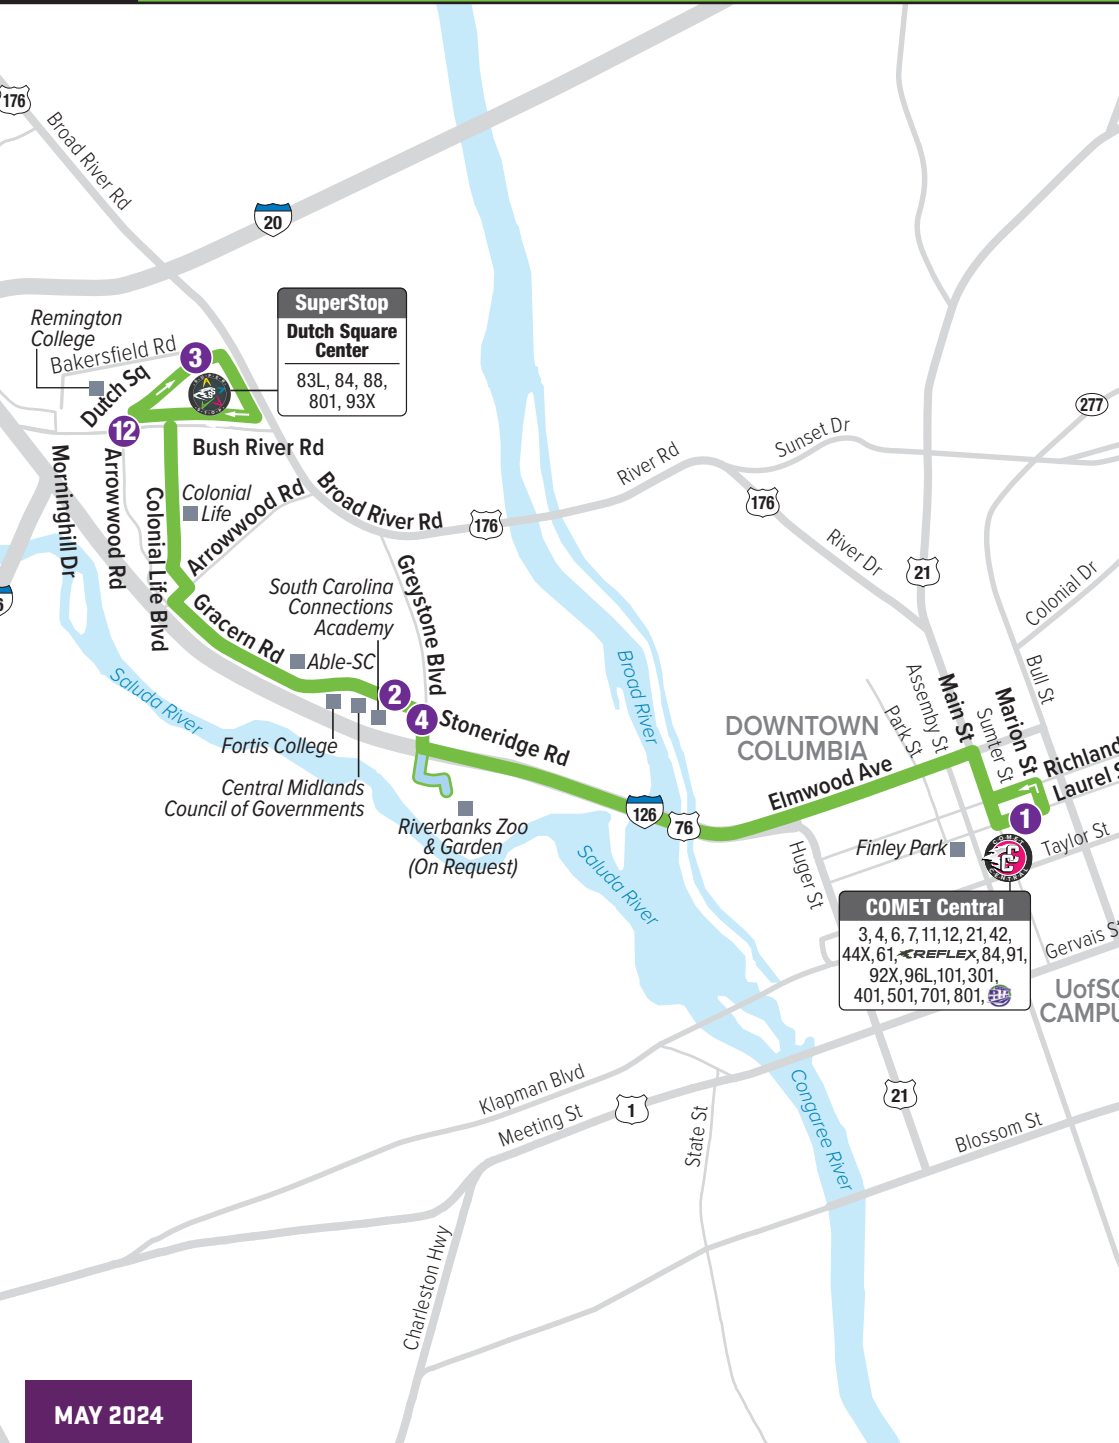 176
Broad River Rd
20
SuperStop
Dutch Square
Center
83L, 84, 88,
801, 93X
Remington
College
Bakersfield Rd
3
Dutch Sq
12
Bush River Rd
277
Sunset Dr
River Rd
176
River Dr
21
Colonial Dr
Bull St
Morninghill Dr
Arrowwood Rd
Colonial Life Blvd
Colonial
Life
Arrowwood Rd
Broad River Rd
176
Greystone Blvd
South Carolina
Connections
Academy
Gracern Rd
Able-SC
2
4
Stoneridge Rd
Saluda River
Fortis College
Central Midlands
Council of Governments
Riverbanks Zoo
& Garden
(On Request)
Broad River
126
76
Saluda River
DOWNTOWN
COLUMBIA
Elmwood Ave
Park St
Assemby St
Main St
Sumter St
Marion St
Richland
Laurel S
1
Taylor St
Finley Park
COMET
CENTRAL
Huger St
COMET Central
3, 4, 6, 7, 11, 12, 21, 42,
44X, 61, REFLEX, 84, 91,
92X, 96L, 101, 301,
401, 501, 701, 801,
Gervais S
UofSC
CAMPU
21
Klapman Blvd
Meeting St
1
State St
Congaree River
Blossom St
Charleston Hwy
MAY 2024